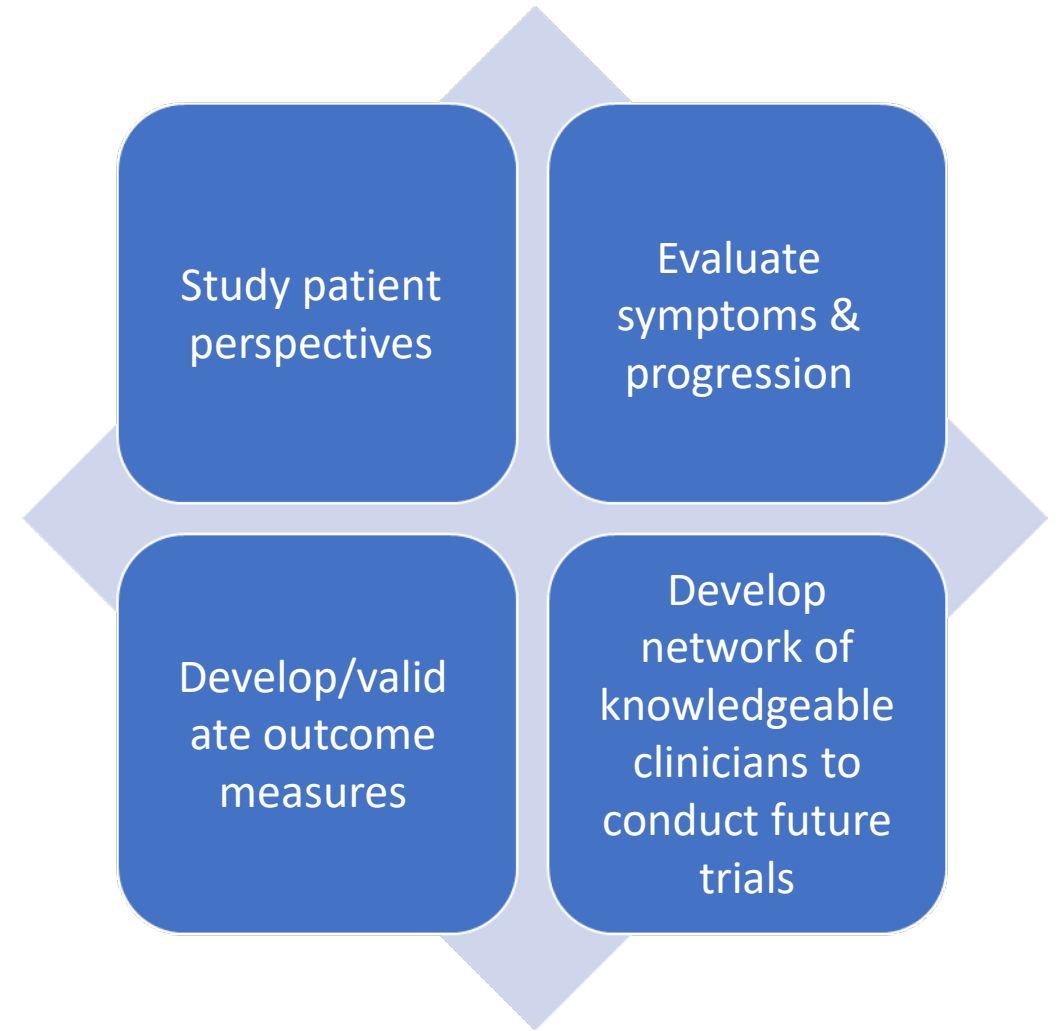 Study patient
perspectives
Evaluate
symptoms &
progression
Develop/valid
ate outcome
measures
Develop
network of
knowledgeable
clinicians to
conduct future
trials